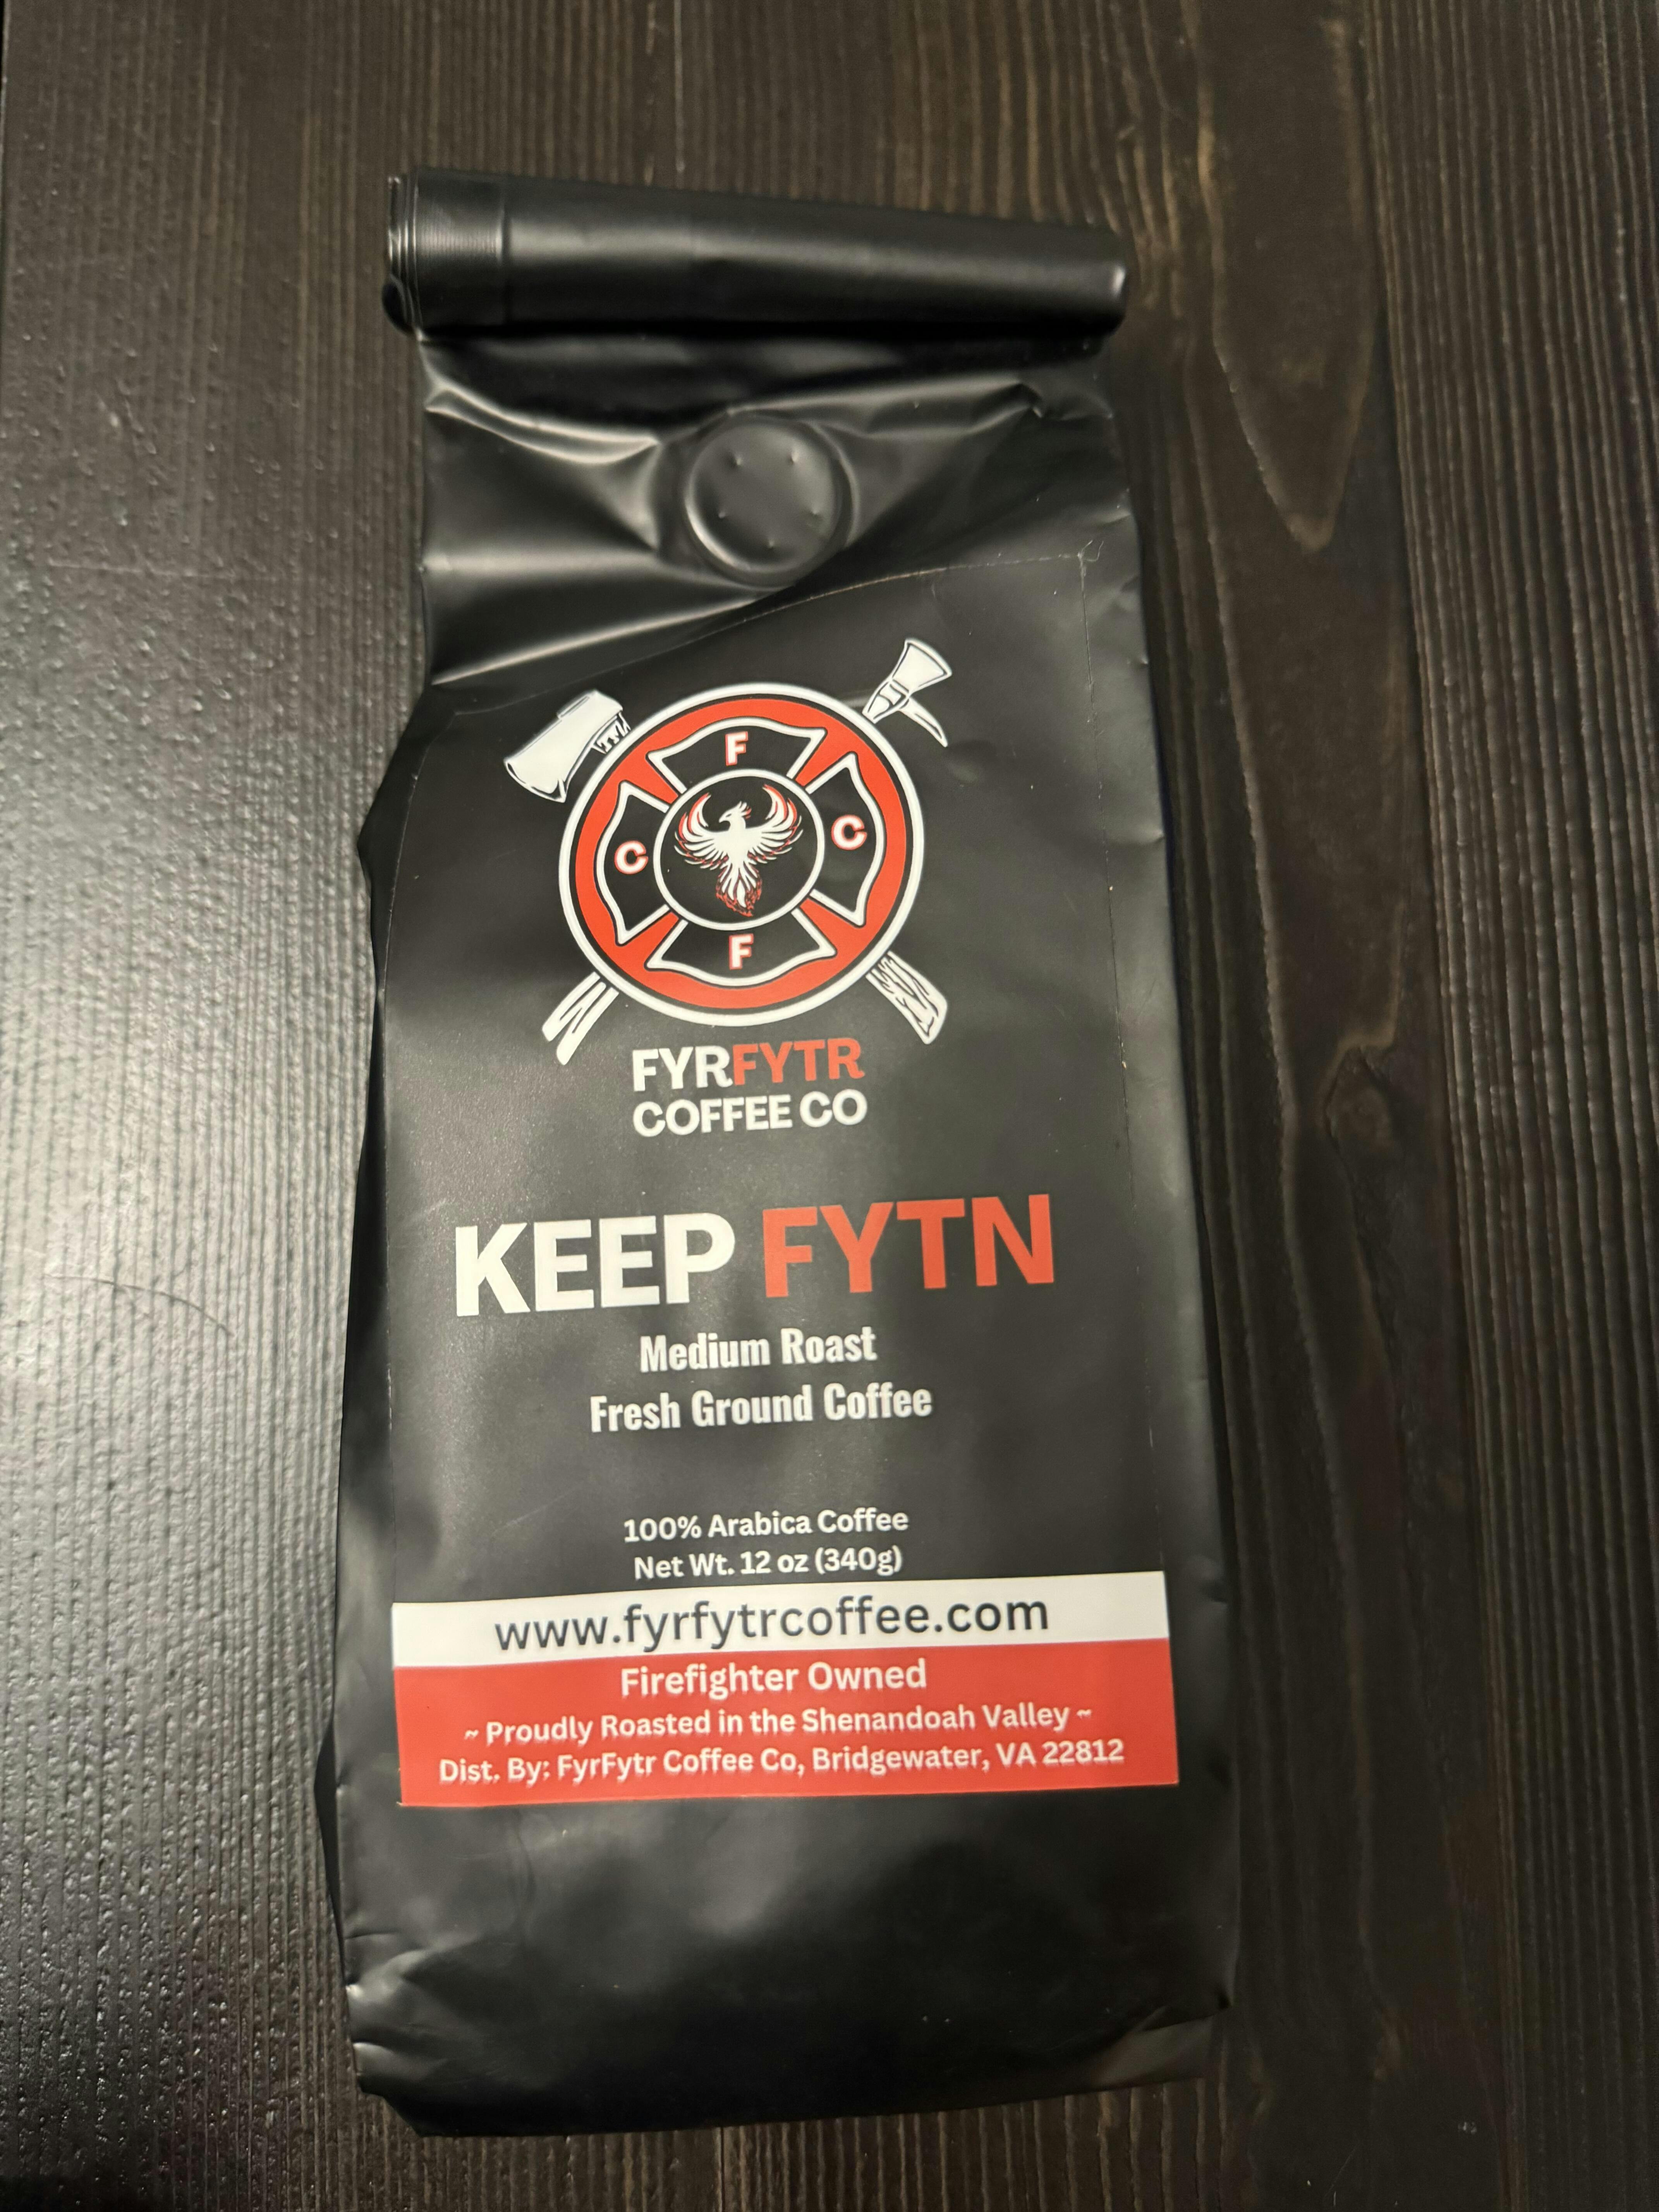 F
C C
F
FYRFYTR
COFFEE CO
KEEP FYTN
Medium Roast
Fresh Ground Coffee
100% Arabica Coffee
Net Wt. 12 oz (340g)
www.fyrfytrcoffee.com
Firefighter Owned
~ Proudly Roasted in the Shenandoah Valley ~
Dist. By: FyrFytr Coffee Co, Bridgewater, VA 22812